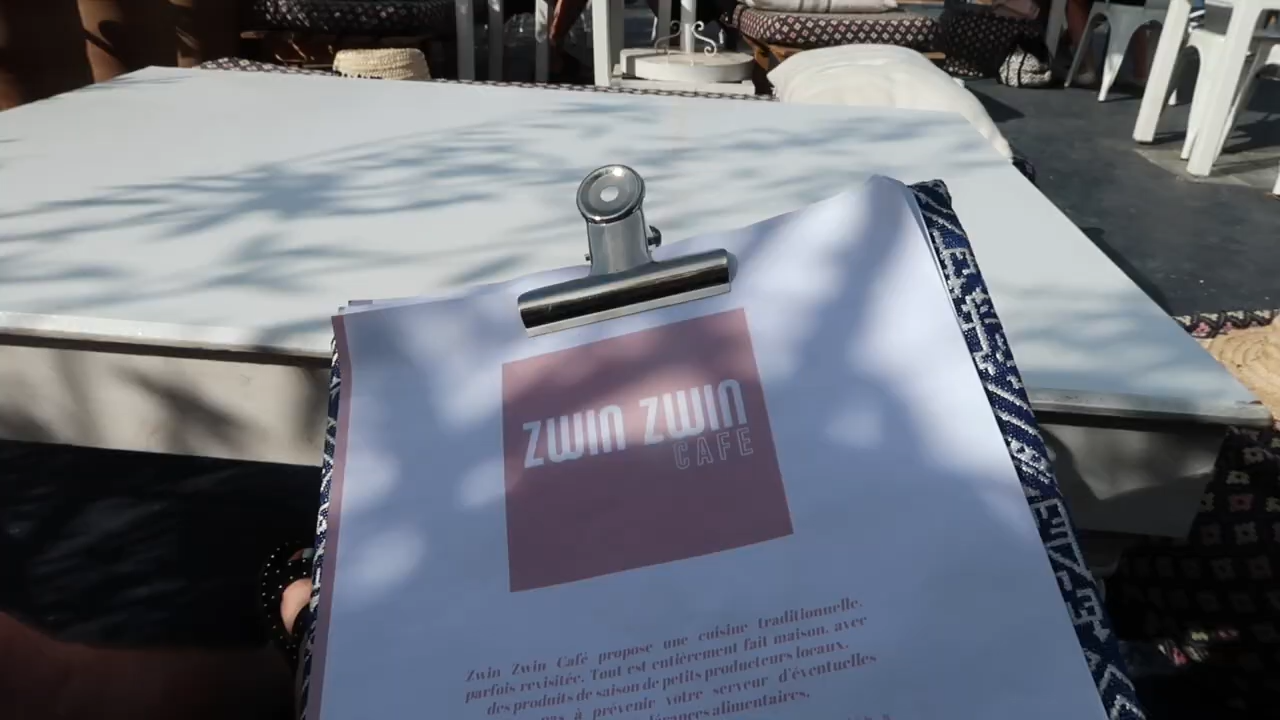 ZWIN ZWIN
CAFE
Zwin Zwin Café propose une cuisine traditionnelle,
parfois revisitée. Tout est entièrement fait maison, avec
des produits de saison de petits producteurs locaux.
pas à prévenir votre serveur d'éventuelles
alimentaires.